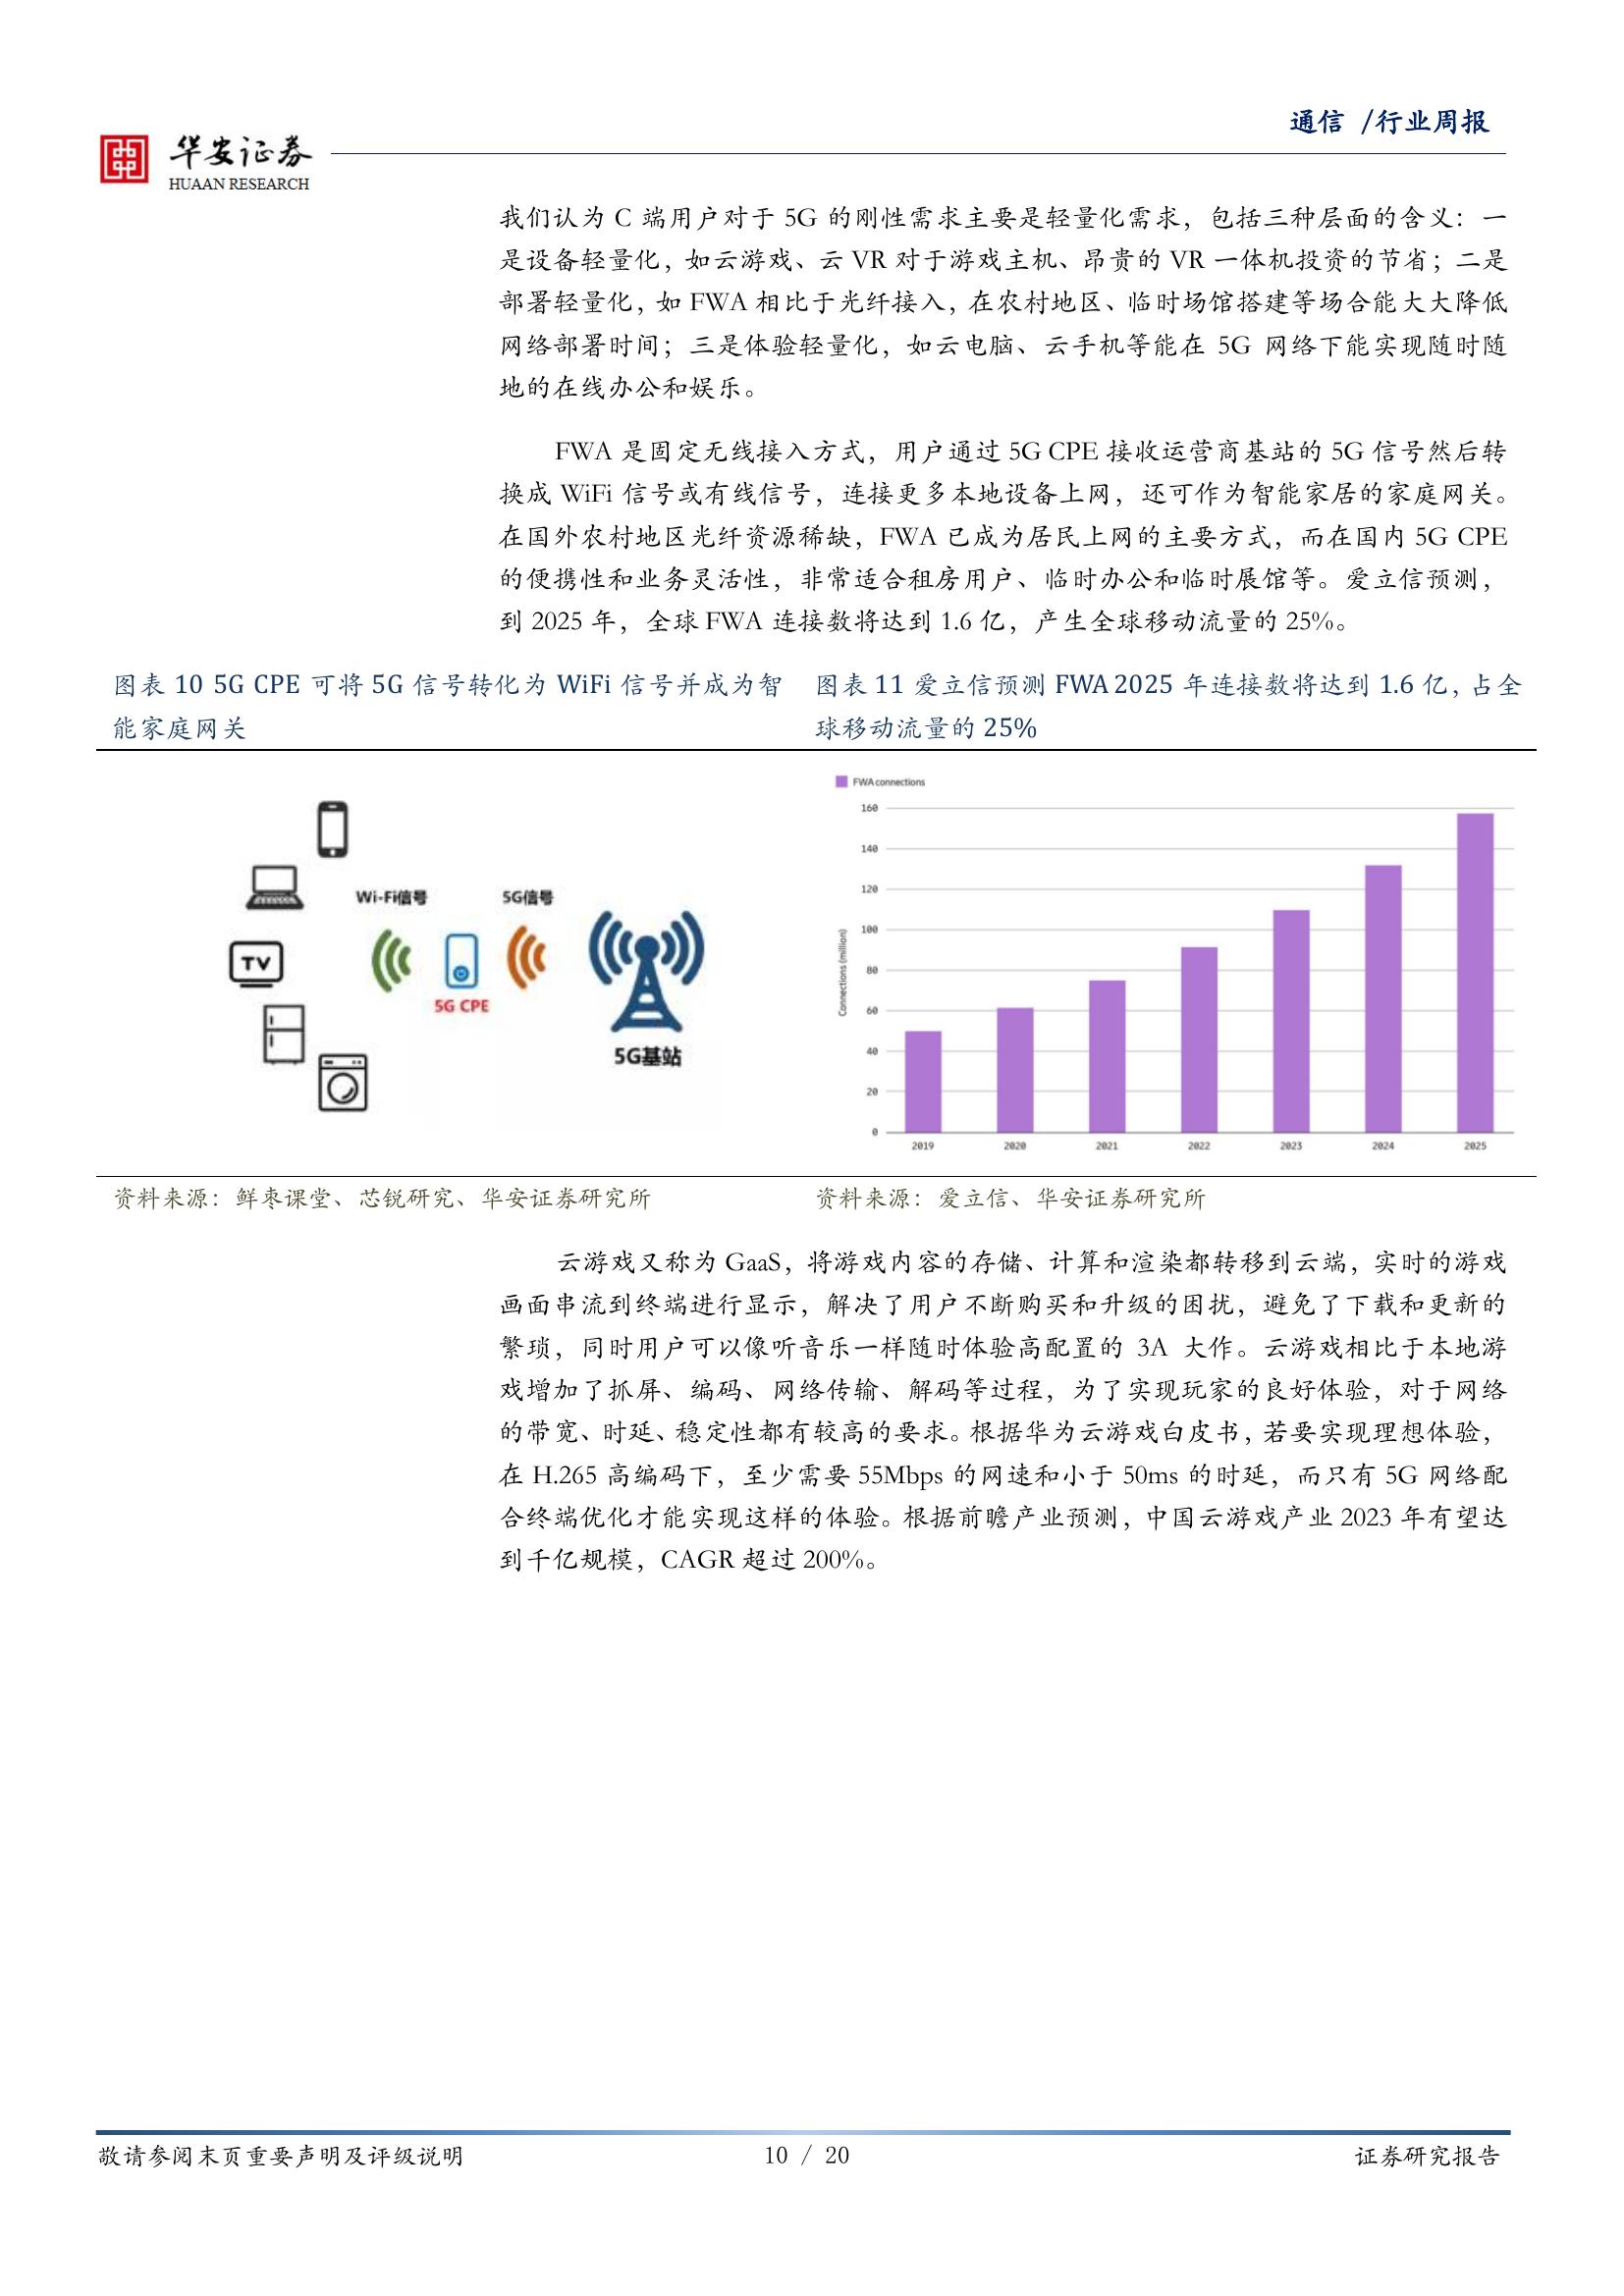 通信 /行业周报
华安证券
HUAAN RESEARCH
我们认为 C 端用户对于 5G 的刚性需求主要是轻量化需求，包括三种层面的含义：一
是设备轻量化，如云游戏、云 VR 对于游戏主机、昂贵的 VR 一体机投资的节省；二是
部署轻量化，如 FWA 相比于光纤接入，在农村地区、临时场馆搭建等场合能大大降低
网络部署时间；三是体验轻量化，如云电脑、云手机等能在 5G 网络下能实现随时随
地的在线办公和娱乐。
FWA 是固定无线接入方式，用户通过 5G CPE 接收运营商基站的 5G 信号然后转
换成 WiFi 信号或有线信号，连接更多本地设备上网，还可作为智能家居的家庭网关。
在国外农村地区光纤资源稀缺，FWA 已成为居民上网的主要方式，而在国内 5G CPE
的便携性和业务灵活性，非常适合租房用户、临时办公和临时展馆等。爱立信预测，
到 2025 年，全球 FWA 连接数将达到 1.6 亿，产生全球移动流量的 25%。
图表 10 5G CPE 可将 5G 信号转化为 WiFi 信号并成为智
能家庭网关
图表 11 爱立信预测 FWA 2025 年连接数将达到 1.6 亿，占全
球移动流量的 25%
Wi-Fi信号
5G信号
TV
5G CPE
5G基站
FWA connections
Connections (million)
160
140
120
100
80
60
40
20
0
2019 2020 2021 2022 2023 2024 2025
资料来源：鲜枣课堂、芯锐研究、华安证券研究所
资料来源：爱立信、华安证券研究所
云游戏又称为 GaaS，将游戏内容的存储、计算和渲染都转移到云端，实时的游戏
画面串流到终端进行显示，解决了用户不断购买和升级的困扰，避免了下载和更新的
繁琐，同时用户可以像听音乐一样随时体验高配置的 3A 大作。云游戏相比于本地游
戏增加了抓屏、编码、网络传输、解码等过程，为了实现玩家的良好体验，对于网络
的带宽、时延、稳定性都有较高的要求。根据华为云游戏白皮书，若要实现理想体验，
在 H.265 高编码下，至少需要 55Mbps 的网速和小于 50ms 的时延，而只有 5G 网络配
合终端优化才能实现这样的体验。根据前瞻产业预测，中国云游戏产业 2023 年有望达
到千亿规模，CAGR 超过 200%。
敬请参阅末页重要声明及评级说明
10 / 20
证券研究报告